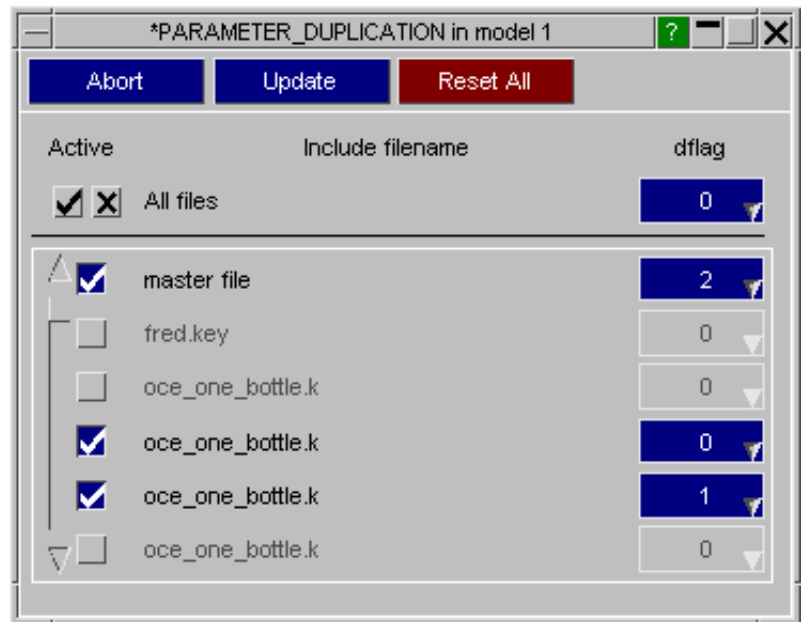 *PARAMETER_DUPLICATION in model 1 ?
Abort Update Reset All
Active Include filename dflag
All files 0
master file 2
fred.key 0
oce_one_bottle.k 0
oce_one_bottle.k 0
oce_one_bottle.k 1
oce_one_bottle.k 0